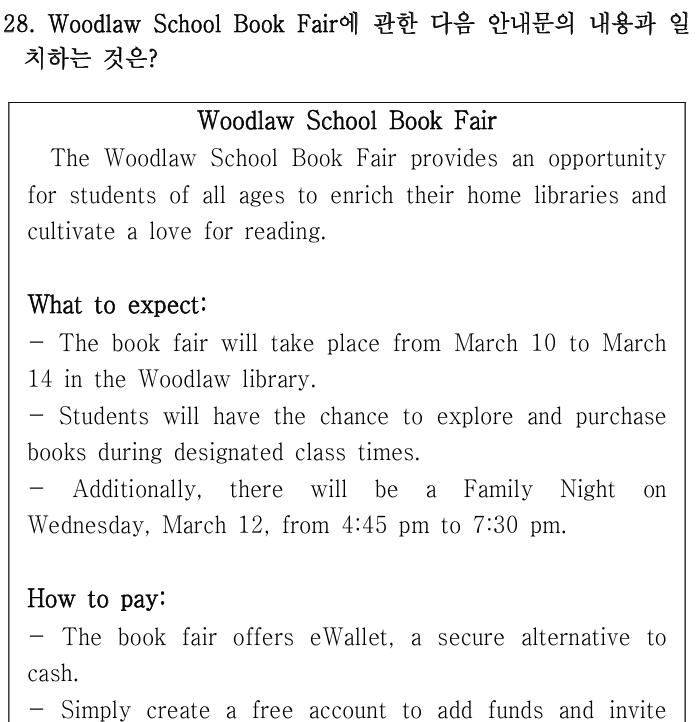 28. Woodlaw School Book Fair에 관한 다음 안내문의 내용과 일
치하는 것은?
Woodlaw School Book Fair
The Woodlaw School Book Fair provides an opportunity
for students of all ages to enrich their home libraries and
cultivate a love for reading.
What to expect:
- The book fair will take place from March 10 to March
14 in the Woodlaw library.
- Students will have the chance to explore and purchase
books during designated class times.
- Additionally, there will be a Family Night on
Wednesday, March 12, from 4:45 pm to 7:30 pm.
How to pay:
- The book fair offers eWallet, a secure alternative to
cash.
- Simply create a free account to add funds and invite